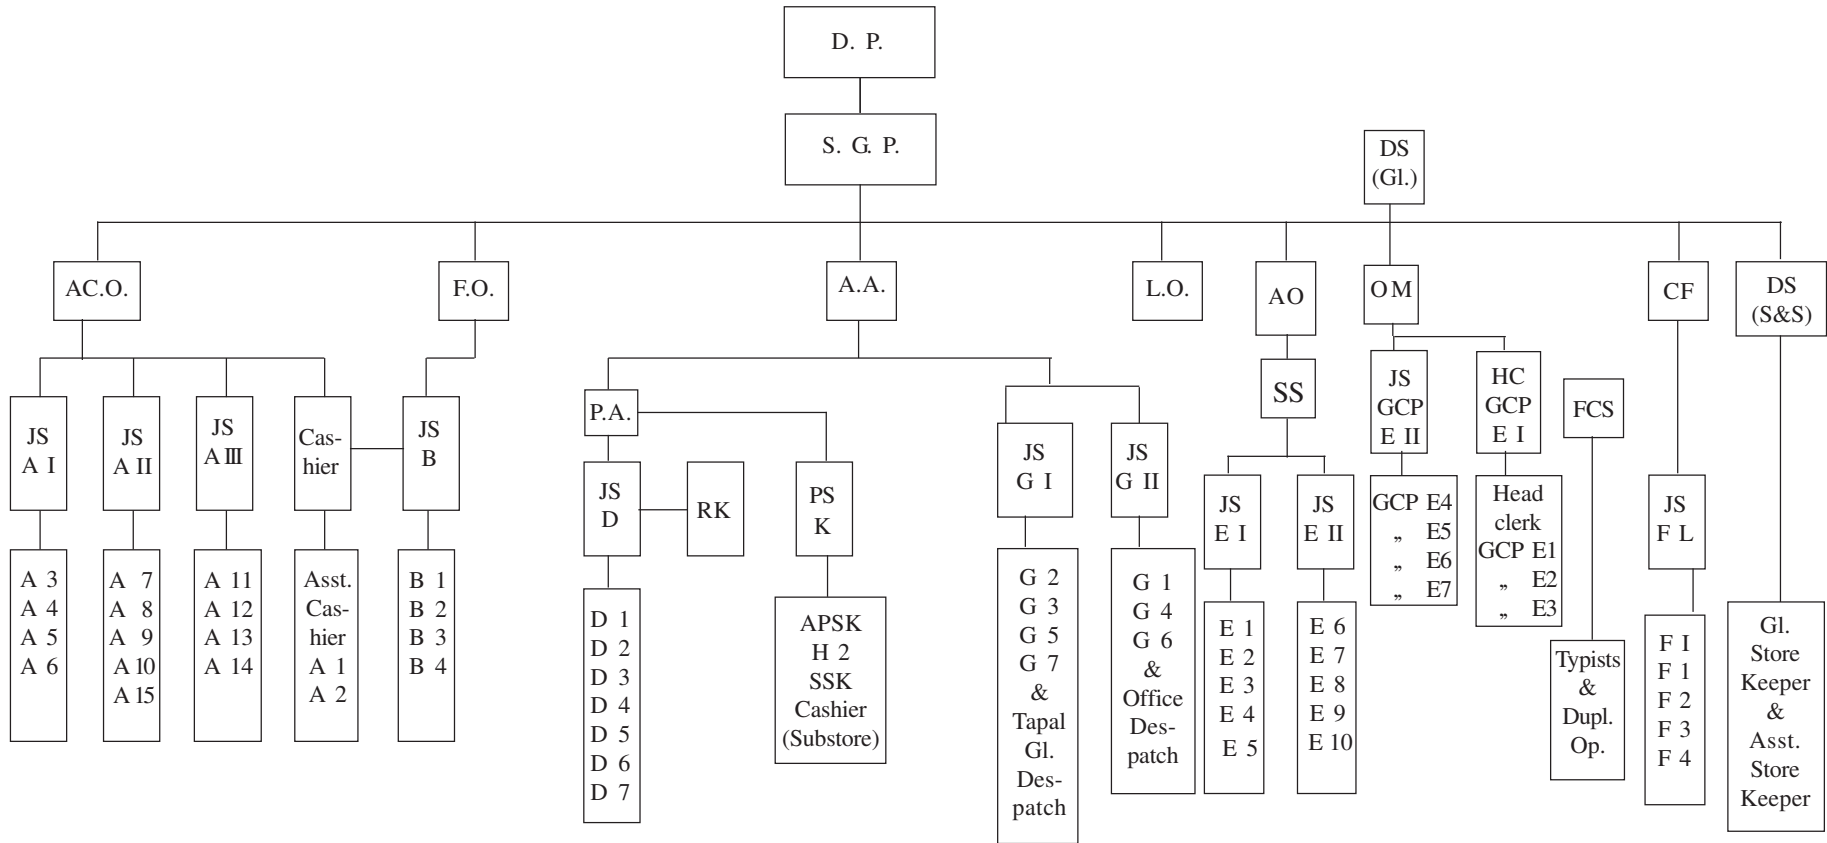 D. P.
S. G. P.
DS
(Gl.)
AC.O.
F.O.
A.A.
L.O.
AO
OM
CF
DS
(S&S)
JS
A I
JS
A II
JS
A III
Cas-
hier
JS
B
P.A.
JS
D
RK
PS
K
JS
G I
JS
G II
SS
JS
E I
JS
E II
JS
GCP
E II
HC
GCP
E I
FCS
JS
F L
A 3
A 4
A 5
A 6
A 7
A 8
A 9
A 10
A 15
A 11
A 12
A 13
A 14
Asst.
Cas-
hier
A 1
A 2
B 1
B 2
B 3
B 4
D 1
D 2
D 3
D 4
D 5
D 6
D 7
APSK
H 2
SSK
Cashier
(Substore)
G 2
G 3
G 5
G 7
&
Tapal
Gl.
Des-
patch
G 1
G 4
G 6
&
Office
Des-
patch
E 1
E 2
E 3
E 4
E 5
E 6
E 7
E 8
E 9
E 10
GCP E4
„ E5
„ E6
„ E7
Head
clerk
GCP E1
„ E2
„ E3
Typists
&
Dupl.
Op.
F I
F 1
F 2
F 3
F 4
Gl.
Store
Keeper
&
Asst.
Store
Keeper